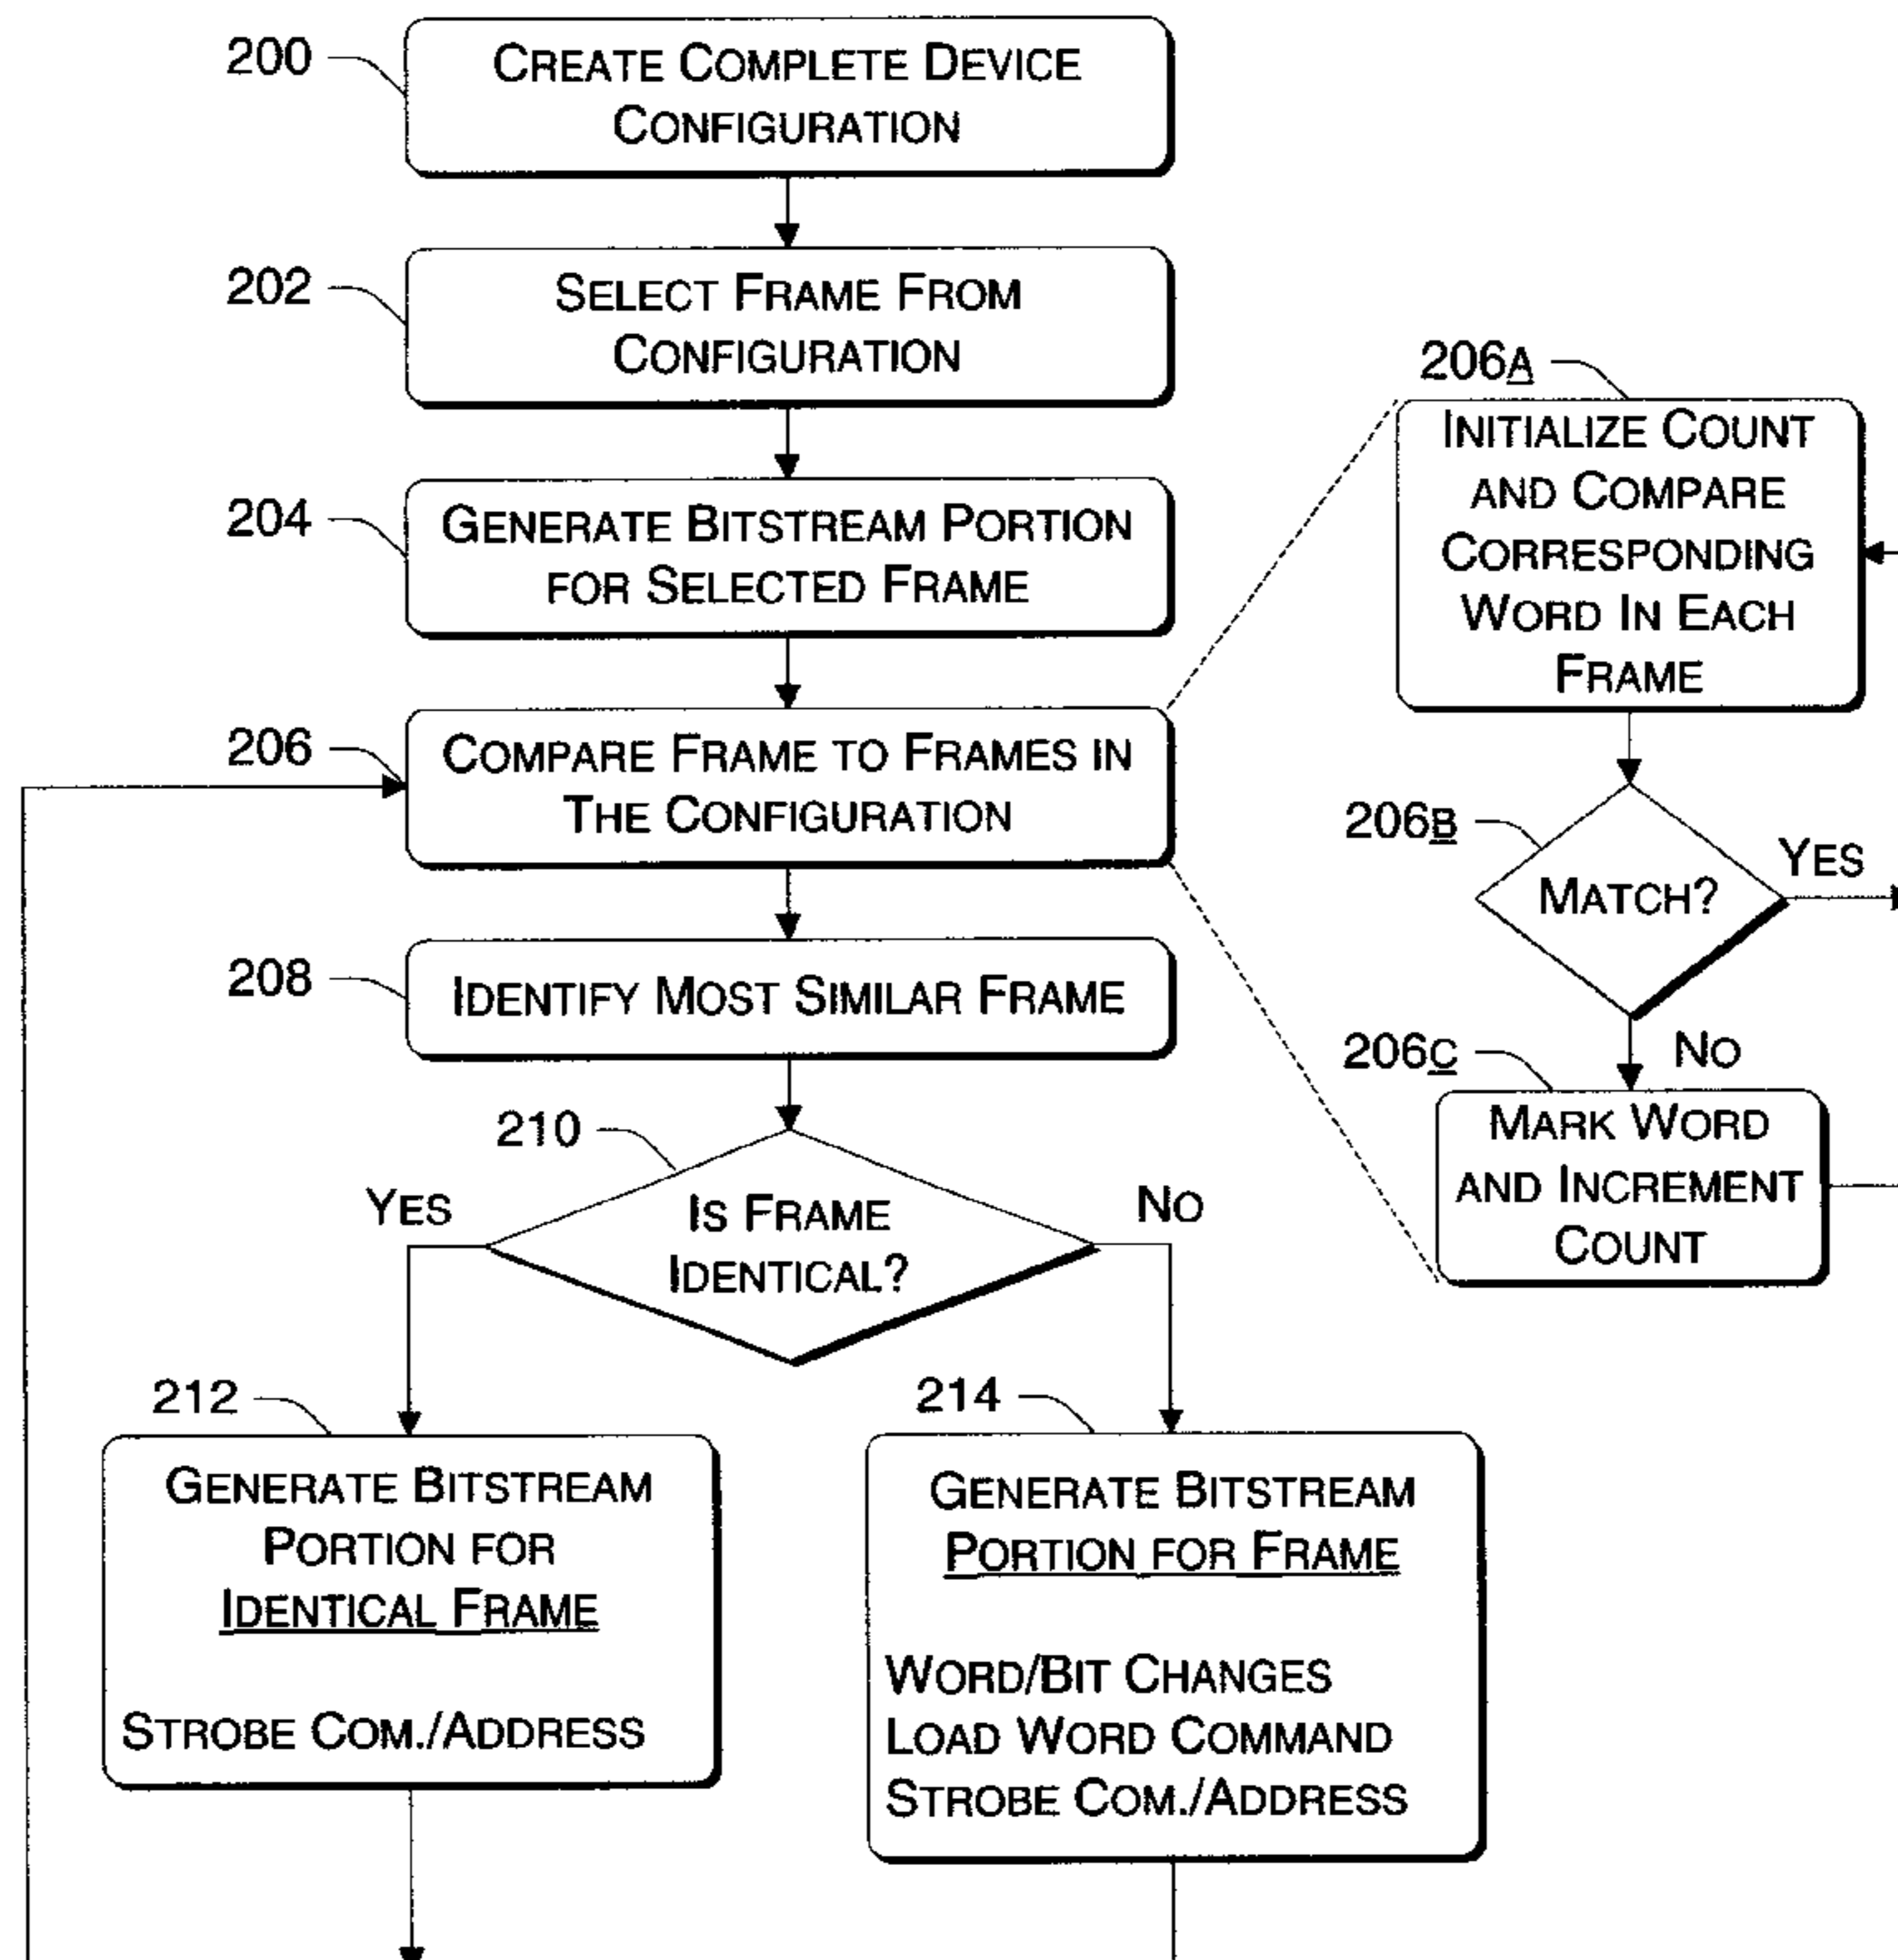 200
CREATE COMPLETE DEVICE
CONFIGURATION
202
SELECT FRAME FROM
CONFIGURATION
204
GENERATE BITSTREAM PORTION
FOR SELECTED FRAME
206
COMPARE FRAME TO FRAMES IN
THE CONFIGURATION
206A
INITIALIZE COUNT
AND COMPARE
CORRESPONDING
WORD IN EACH
FRAME
206B
MATCH?
YES
NO
206C
MARK WORD
AND INCREMENT
COUNT
208
IDENTIFY MOST SIMILAR FRAME
210
IS FRAME
IDENTICAL?
YES
NO
212
GENERATE BITSTREAM
PORTION FOR
IDENTICAL FRAME
STROBE COM./ADDRESS
214
GENERATE BITSTREAM
PORTION FOR FRAME
WORD/BIT CHANGES
LOAD WORD COMMAND
STROBE COM./ADDRESS